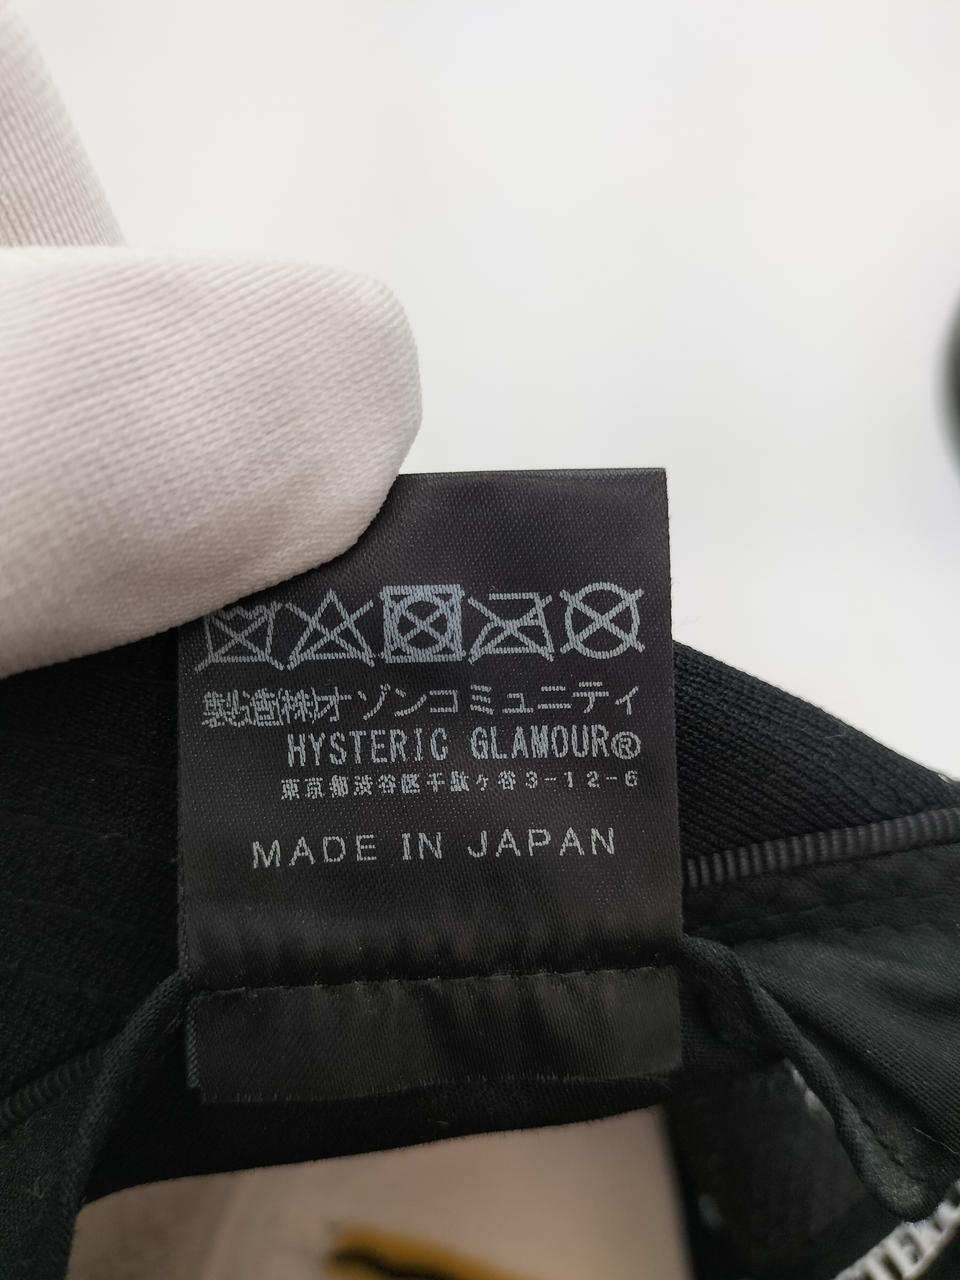 製造(株)オゾンコミュニティ
HYSTERIC GLAMOUR®
東京都渋谷区千駄ヶ谷3-12-6
MADE IN JAPAN